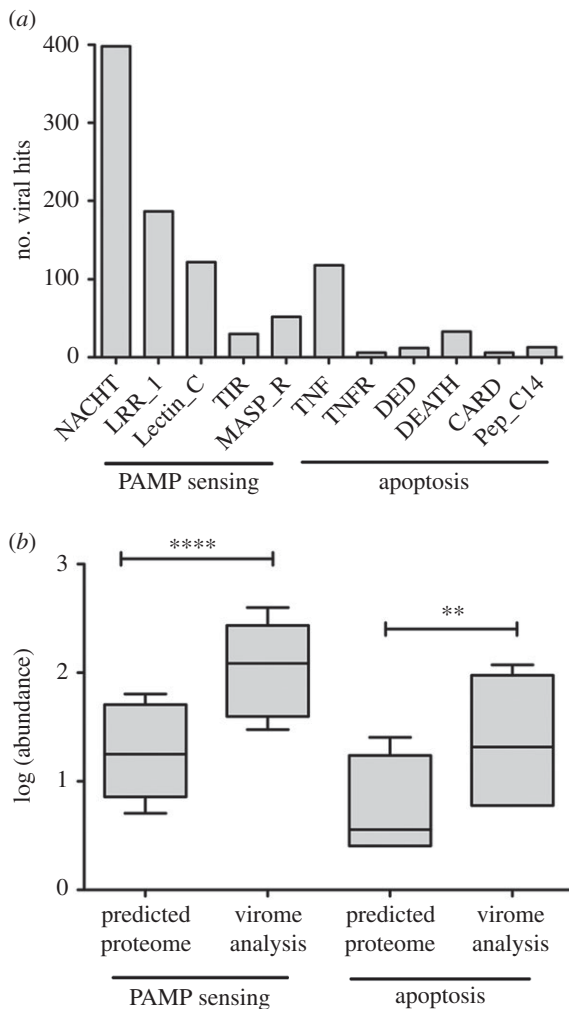 (a)
400
300
200
100
0
no. viral hits
NACHT
LRR_1
Lectin_C
TIR
MASP_R
TNF
TNFR
DED
DEATH
CARD
Pep_C14
PAMP sensing
apoptosis
(b)
3
2
1
0
log (abundance)
****
**
predicted
proteome
virome
analysis
predicted
proteome
virome
analysis
PAMP sensing
apoptosis